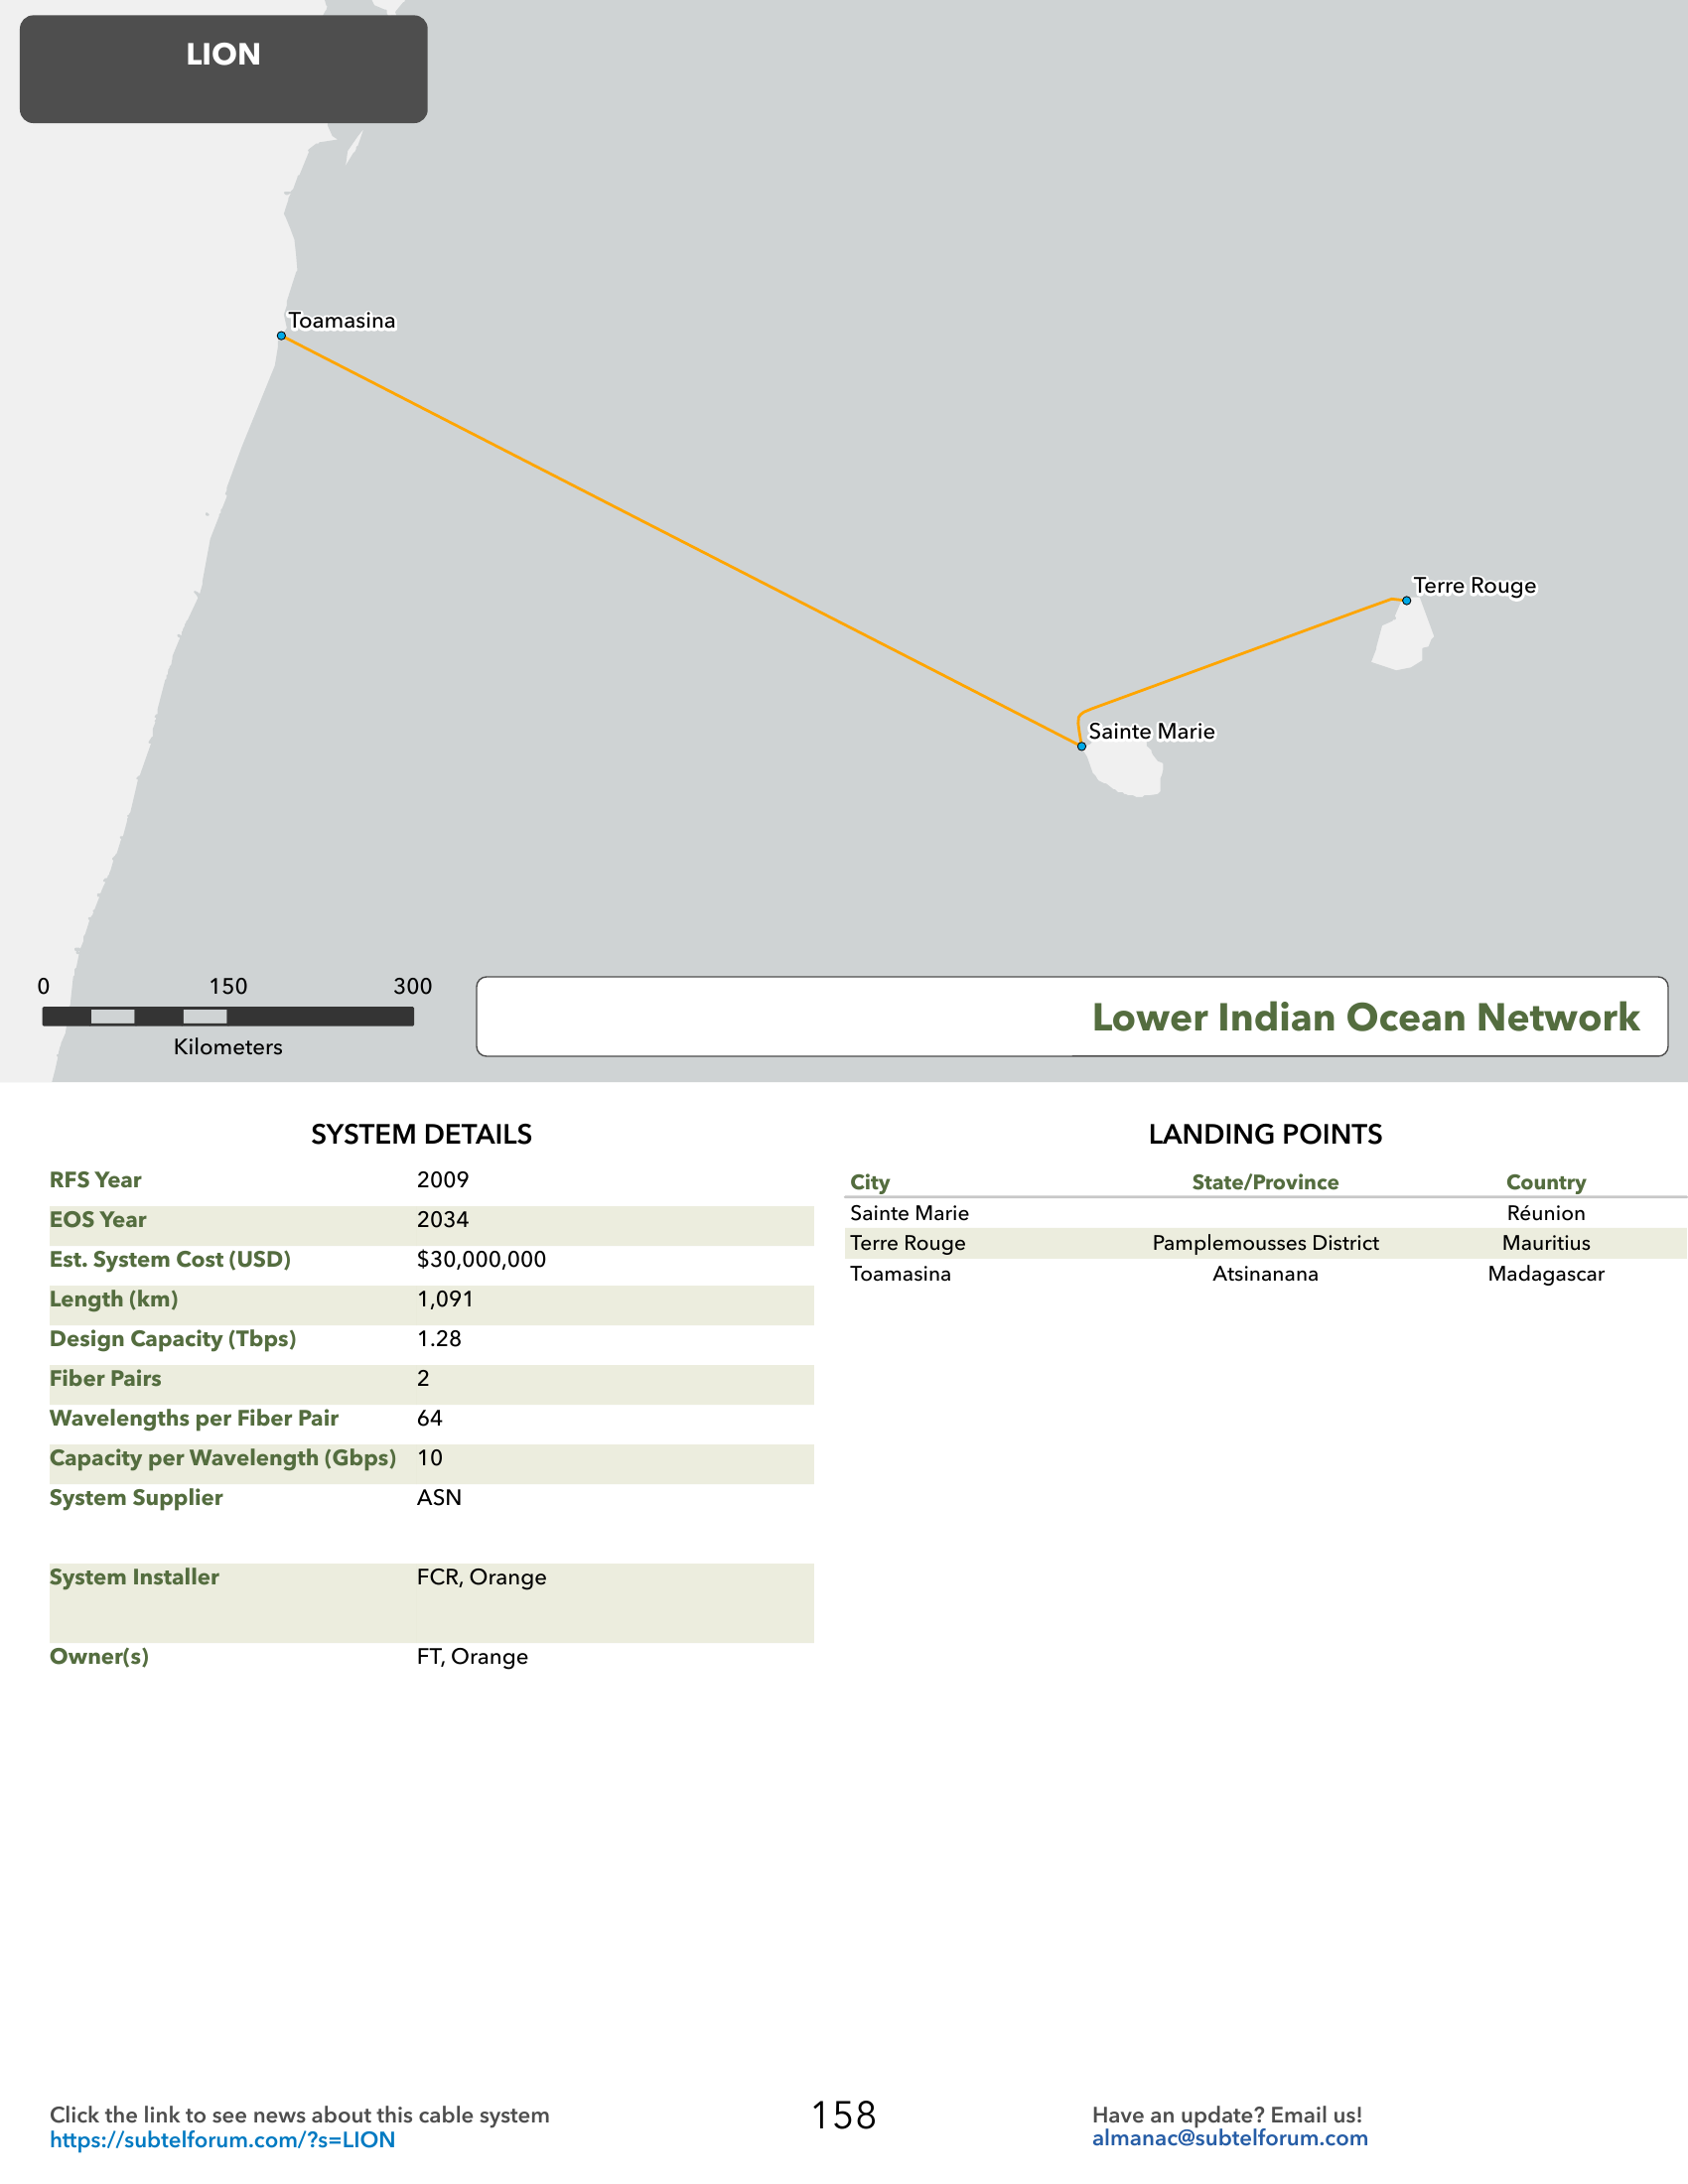 LION
Toamasina
Terre Rouge
Sainte Marie
0 150 300
Kilometers
Lower Indian Ocean Network
SYSTEM DETAILS
RFS Year 2009
EOS Year 2034
Est. System Cost (USD) $30,000,000
Length (km) 1,091
Design Capacity (Tbps) 1.28
Fiber Pairs 2
Wavelengths per Fiber Pair 64
Capacity per Wavelength (Gbps) 10
System Supplier ASN
System Installer FCR, Orange
Owner(s) FT, Orange
LANDING POINTS
City State/Province Country
Sainte Marie Réunion
Terre Rouge Pamplemousses District Mauritius
Toamasina Atsinanana Madagascar
Click the link to see news about this cable system
https://subtelforum.com/?s=LION
158
Have an update? Email us!
almanac@subtelforum.com